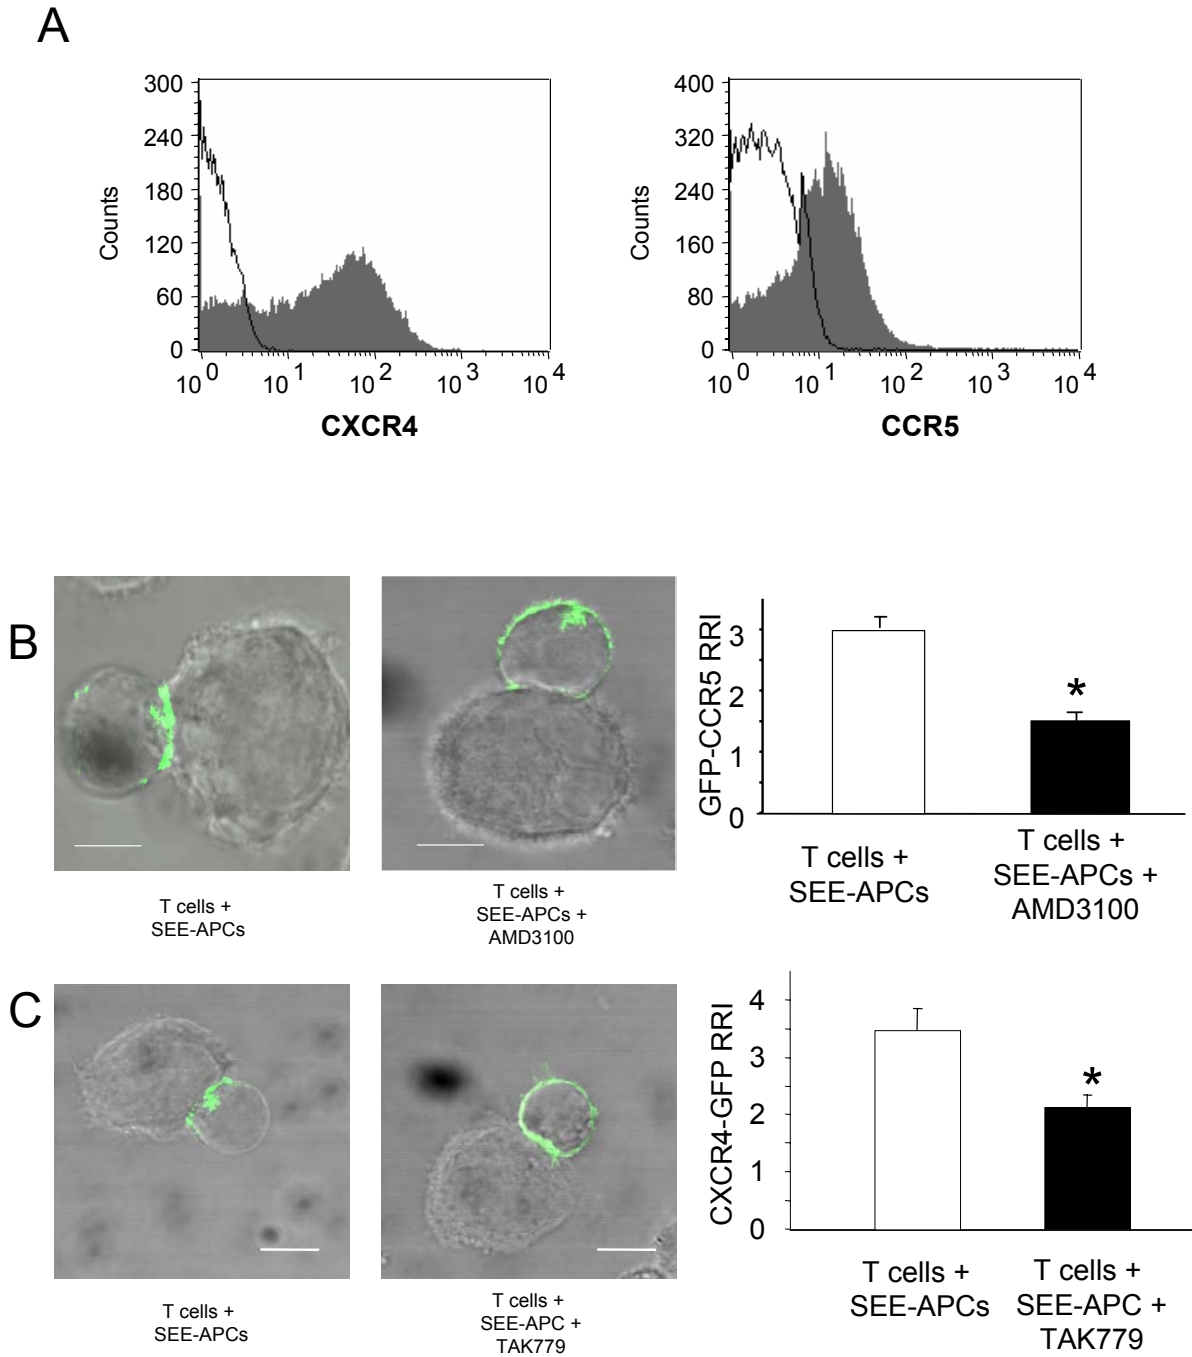 A
300
240
180
120
60
0
Counts
10^0 10^1 10^2 10^3 10^4
CXCR4
400
320
240
160
80
0
Counts
10^0 10^1 10^2 10^3 10^4
CCR5
B
T cells +
SEE-APCs
T cells +
SEE-APCs +
AMD3100
GFP-CCR5 RRI
3
2
1
0
*
T cells +
SEE-APCs
T cells +
SEE-APCs +
AMD3100
C
T cells +
SEE-APCs
T cells +
SEE-APC +
TAK779
CXCR4-GFP RRI
4
3
2
1
0
*
T cells +
SEE-APCs
T cells +
SEE-APC +
TAK779